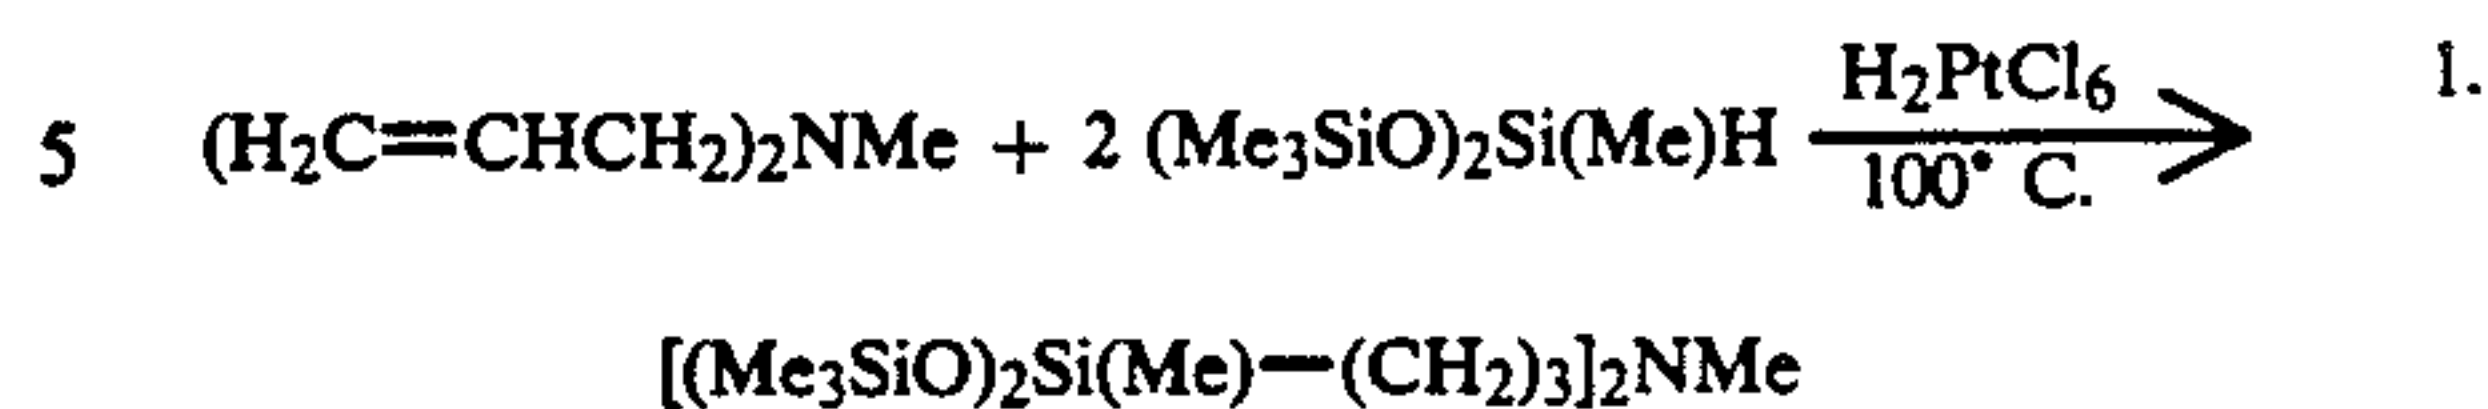 H₂PtCl₆
5 (H₂C=CHCH₂)₂NMe + 2 (Me₃SiO)₂Si(Me)H ⟶ 1.
100° C.
[(Me₃SiO)₂Si(Me)—(CH₂)₃]₂NMe